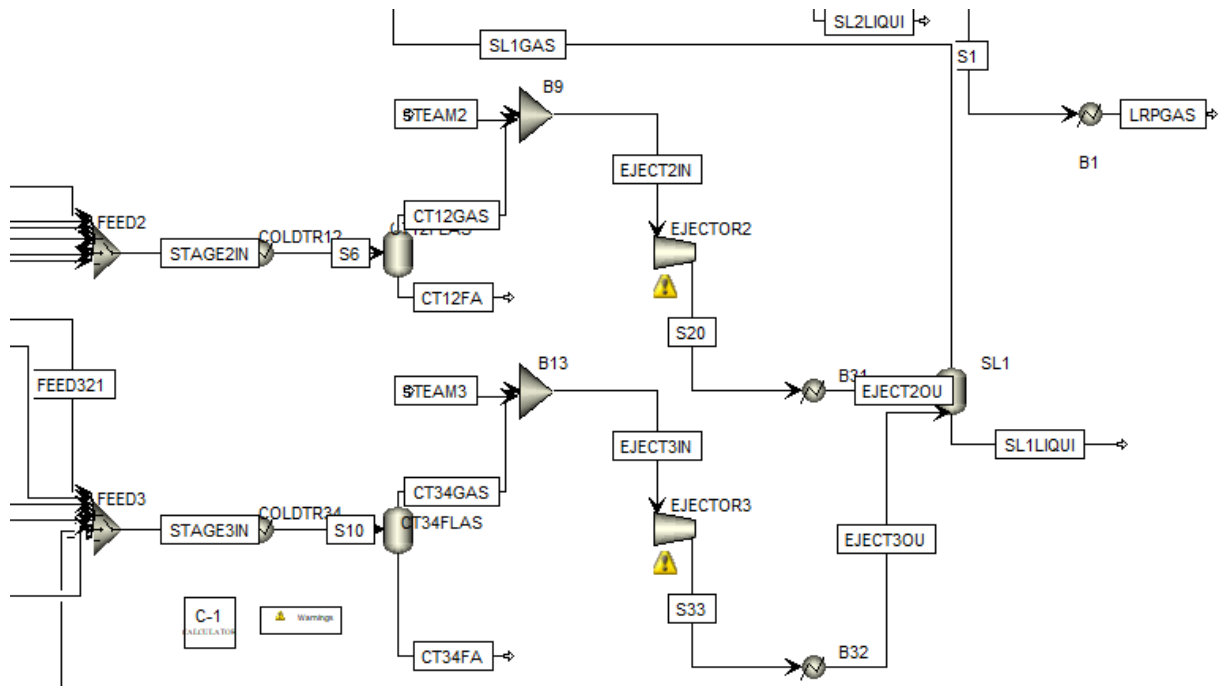 SL2LIQUI
SL1GAS
S1
B9
STEAM2
LRPGAS
B1
EJECT2IN
CT12GAS
FEED2
COLDTR12
EJECTOR2
STAGE2IN
S6
CT12FA
S20
B13
SL1
FEED321
B31
EJECT2OU
STEAM3
EJECT3IN
SL1LIQUI
CT34GAS
FEED3
COLDTR34
CT34FLAS
EJECTOR3
STAGE3IN
S10
EJECT3OU
C-1
CALCULATOR
Warnings
S33
CT34FA
B32